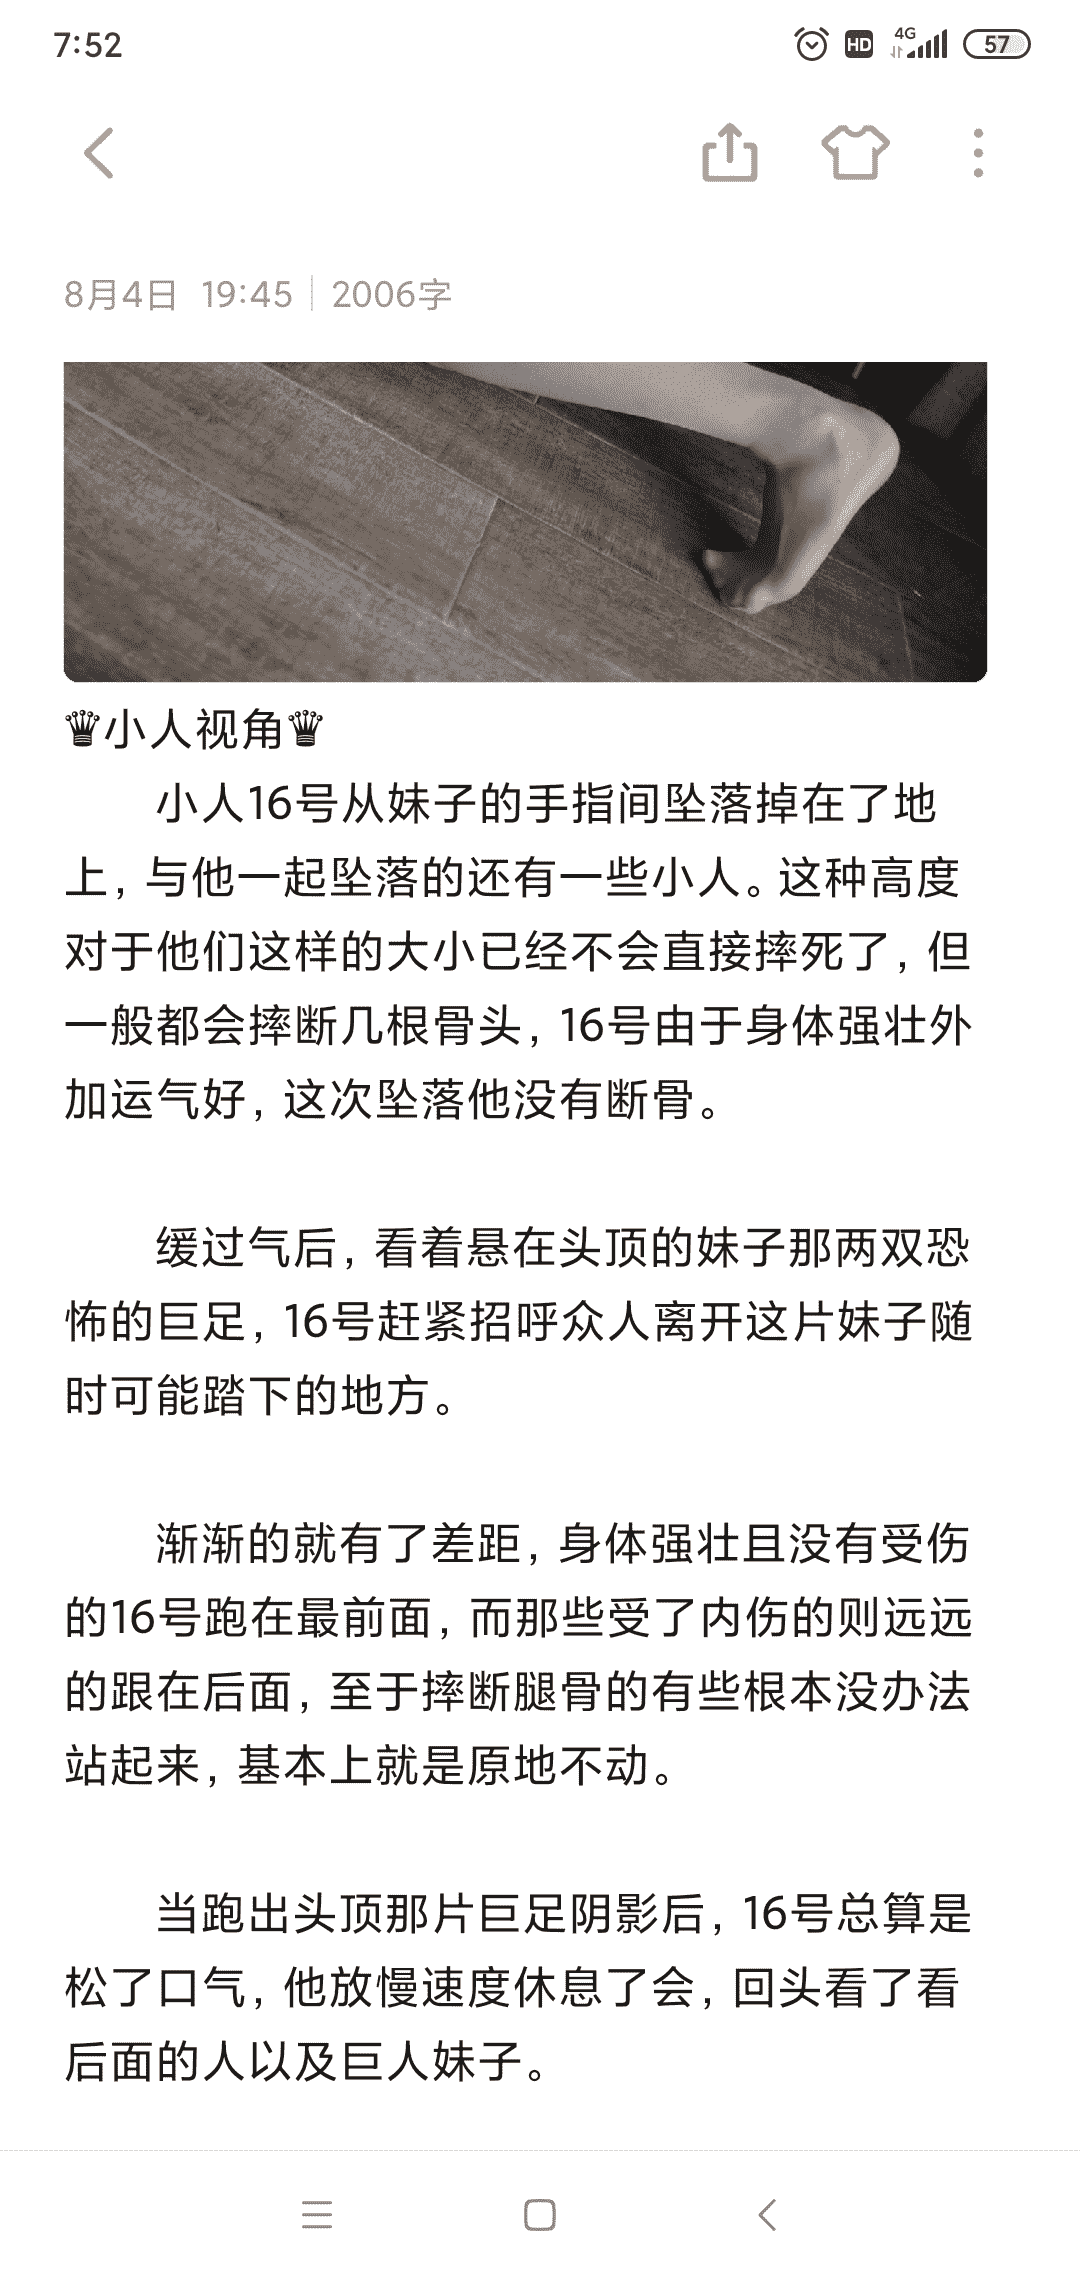 7:52
HD 4G 57
8月4日 19:45 | 2006字
♛小人视角♛
小人16号从妹子的手指间坠落掉在了地
上，与他一起坠落的还有一些小人。这种高度
对于他们这样的大小已经不会直接摔死了，但
一般都会摔断几根骨头，16号由于身体强壮外
加运气好，这次坠落他没有断骨。
缓过气后，看着悬在头顶的妹子那两双恐
怖的巨足，16号赶紧招呼众人离开这片妹子随
时可能踏下的地方。
渐渐的就有了差距，身体强壮且没有受伤
的16号跑在最前面，而那些受了内伤的则远远
的跟在后面，至于摔断腿骨的有些根本没办法
站起来，基本上就是原地不动。
当跑出头顶那片巨足阴影后，16号总算是
松了口气，他放慢速度休息了会，回头看了看
后面的人以及巨人妹子。